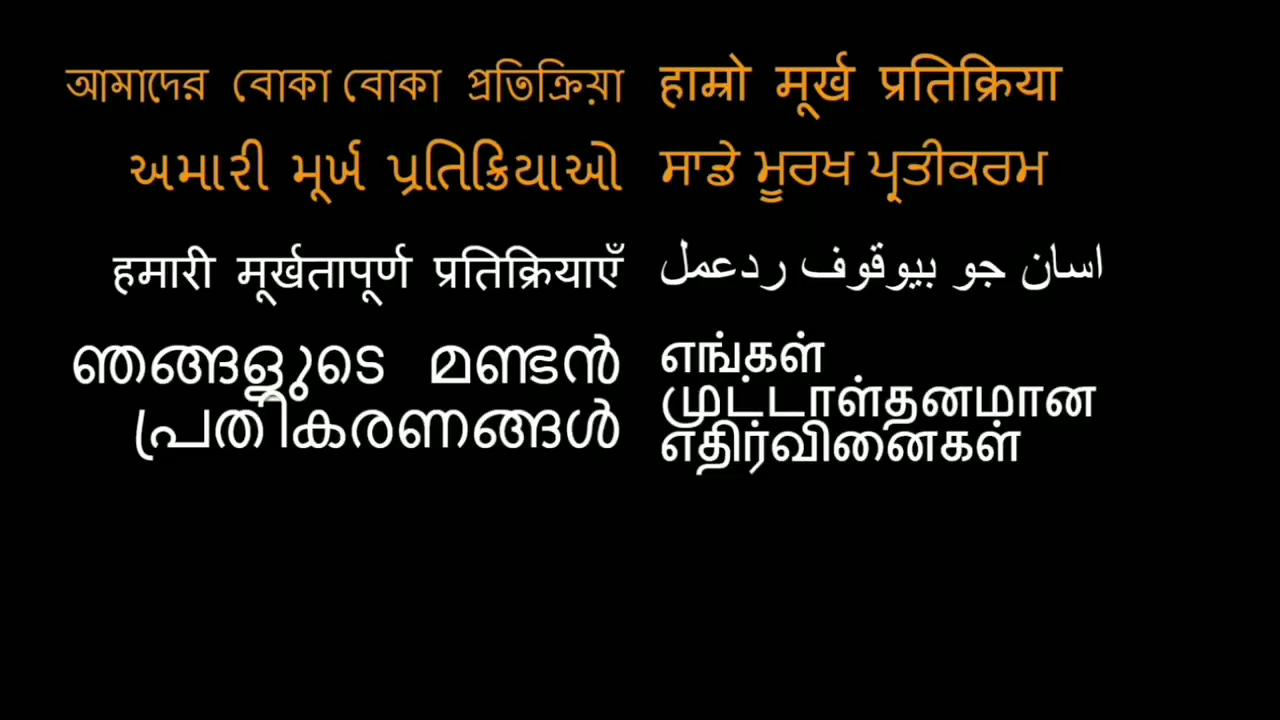 আমাদের বোকা বোকা প্রতিক্রিয়া
हाम्रो मूर्ख प्रतिक्रिया
અમારી મૂર્ખ પ્રતિક્રિયાઓ
ਸਾਡੇ ਮੂਰਖ ਪ੍ਰਤੀਕਰਮ
हमारी मूर्खतापूर्ण प्रतिक्रियाएँ
اسان جو بيوقوف ردعمل
ഞങ്ങളുടെ മണ്ടൻ
പ്രതികരണങ്ങൾ
எங்கள்
முட்டாள்தனமான
எதிர்வினைகள்